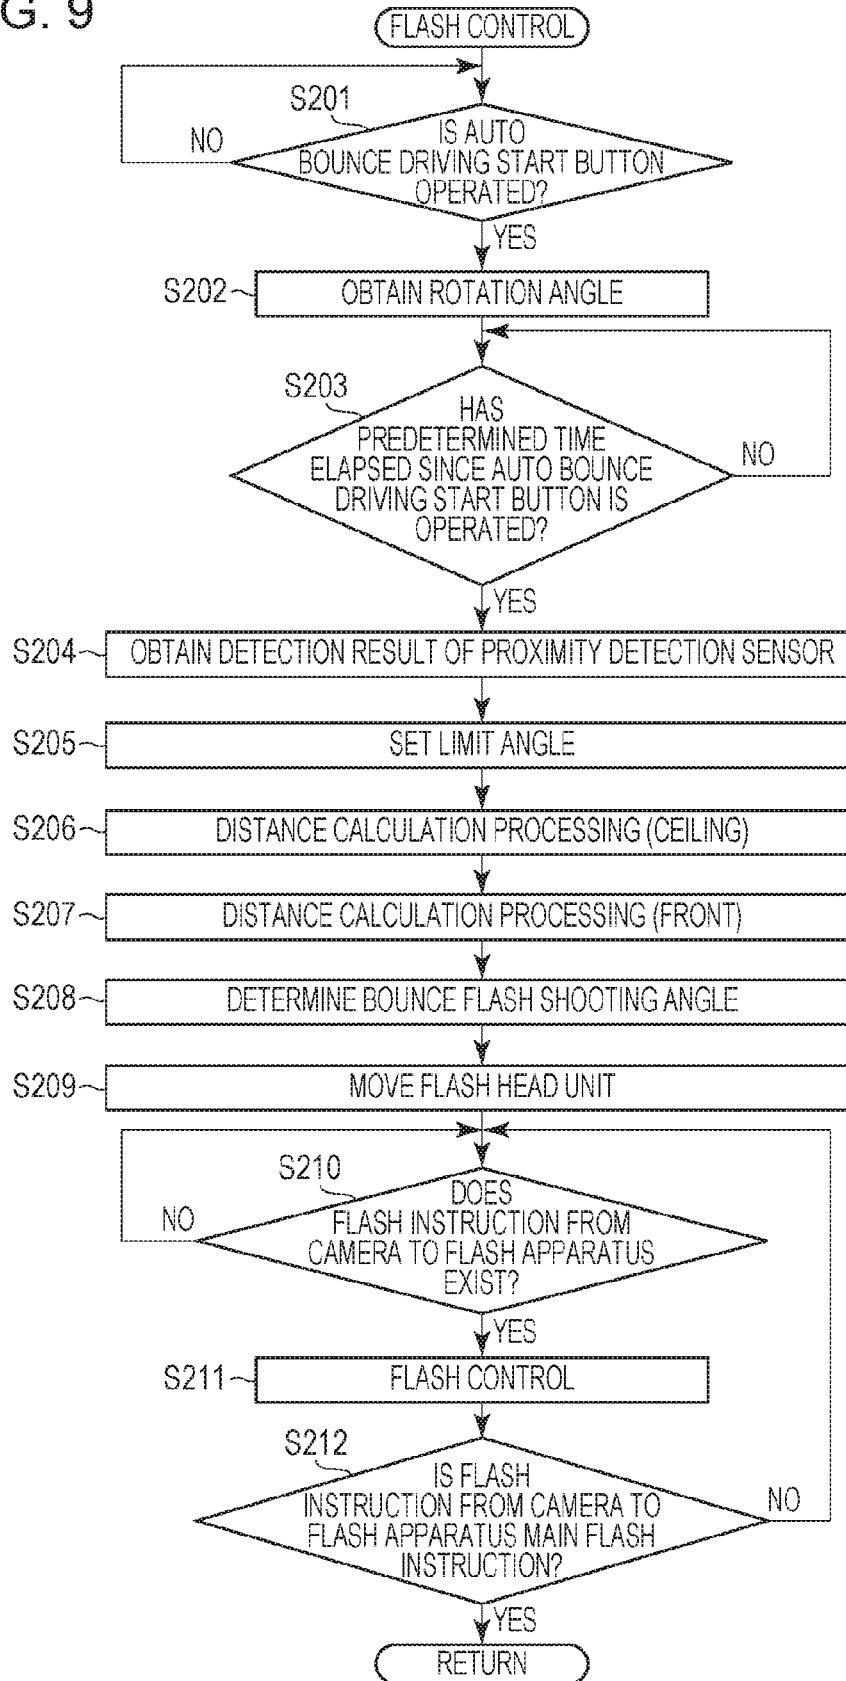 G. 9
FLASH CONTROL
S201
IS AUTO
BOUNCE DRIVING START BUTTON
OPERATED?
NO
YES
S202
OBTAIN ROTATION ANGLE
S203
HAS
PREDETERMINED TIME
ELAPSED SINCE AUTO BOUNCE
DRIVING START BUTTON IS
OPERATED?
NO
YES
S204
OBTAIN DETECTION RESULT OF PROXIMITY DETECTION SENSOR
S205
SET LIMIT ANGLE
S206
DISTANCE CALCULATION PROCESSING (CEILING)
S207
DISTANCE CALCULATION PROCESSING (FRONT)
S208
DETERMINE BOUNCE FLASH SHOOTING ANGLE
S209
MOVE FLASH HEAD UNIT
S210
DOES
FLASH INSTRUCTION FROM
CAMERA TO FLASH APPARATUS
EXIST?
NO
YES
S211
FLASH CONTROL
S212
IS FLASH
INSTRUCTION FROM CAMERA TO
FLASH APPARATUS MAIN FLASH
INSTRUCTION?
NO
YES
RETURN